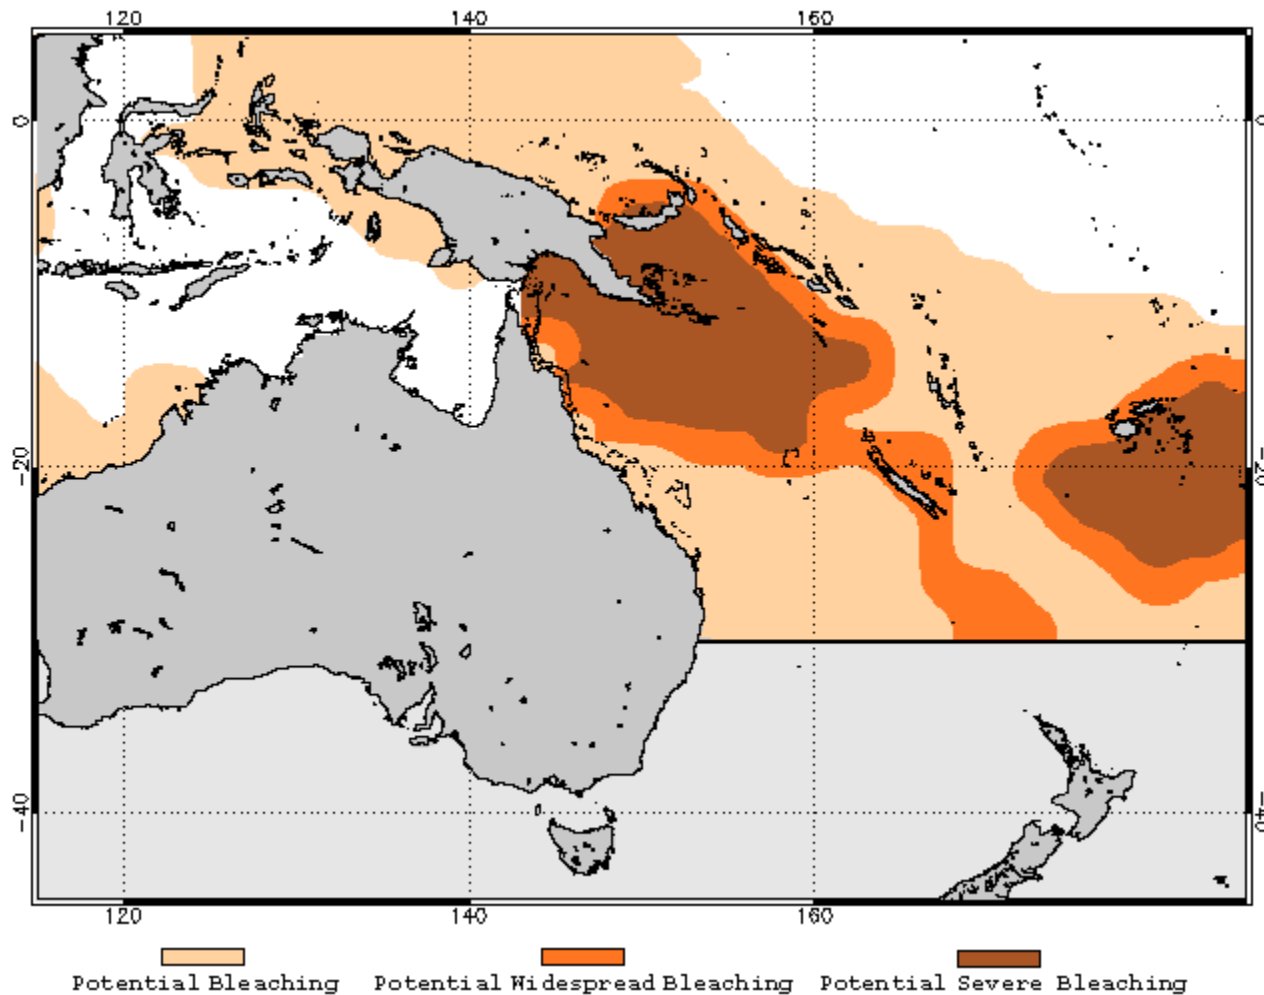 120 140 160
0 0
-20 -20
-40 -40
120 140 160
Potential Bleaching Potential Widespread Bleaching Potential Severe Bleaching